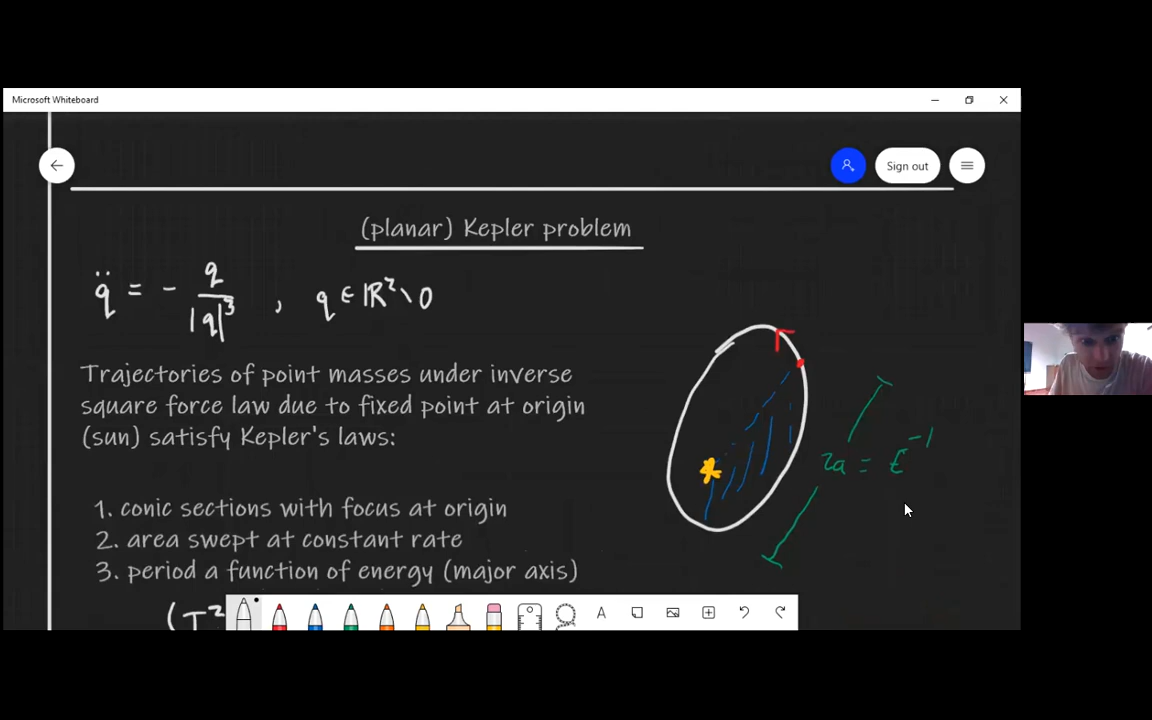 Microsoft Whiteboard
Sign out
(planar) Kepler problem
q̈ = - q/|q|³ , q ∈ ℝ² \ 0
Trajectories of point masses under inverse
square force law due to fixed point at origin
(sun) satisfy Kepler's laws:
2a = E⁻¹
1. conic sections with focus at origin
2. area swept at constant rate
3. period a function of energy (major axis)
(T²
A